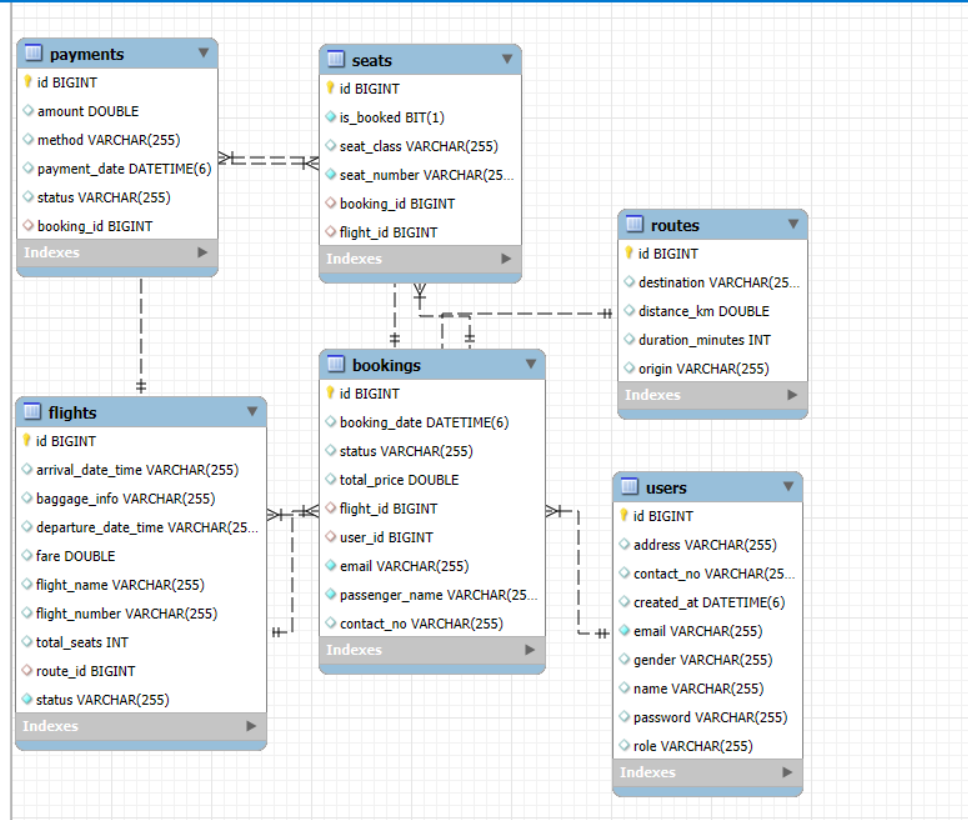 payments
id BIGINT
amount DOUBLE
method VARCHAR(255)
payment_date DATETIME(6)
status VARCHAR(255)
booking_id BIGINT
Indexes
seats
id BIGINT
is_booked BIT(1)
seat_class VARCHAR(255)
seat_number VARCHAR(25...
booking_id BIGINT
flight_id BIGINT
Indexes
routes
id BIGINT
destination VARCHAR(25...
distance_km DOUBLE
duration_minutes INT
origin VARCHAR(255)
Indexes
flights
id BIGINT
arrival_date_time VARCHAR(255)
baggage_info VARCHAR(255)
departure_date_time VARCHAR(25...
fare DOUBLE
flight_name VARCHAR(255)
flight_number VARCHAR(255)
total_seats INT
route_id BIGINT
status VARCHAR(255)
Indexes
bookings
id BIGINT
booking_date DATETIME(6)
status VARCHAR(255)
total_price DOUBLE
flight_id BIGINT
user_id BIGINT
email VARCHAR(255)
passenger_name VARCHAR(25...
contact_no VARCHAR(255)
Indexes
users
id BIGINT
address VARCHAR(255)
contact_no VARCHAR(25...
created_at DATETIME(6)
email VARCHAR(255)
gender VARCHAR(255)
name VARCHAR(255)
password VARCHAR(255)
role VARCHAR(255)
Indexes